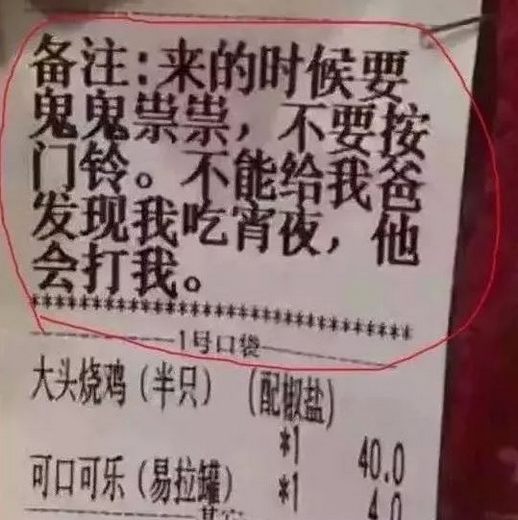 备注:来的时候要
鬼鬼祟祟,不要按
门铃。不能给我爸
发现我吃宵夜,他
会打我。
********************************
1号口袋
大头烧鸡(半只) (配椒盐)
*1 40.0
可口可乐(易拉罐) *1 4.0
其它